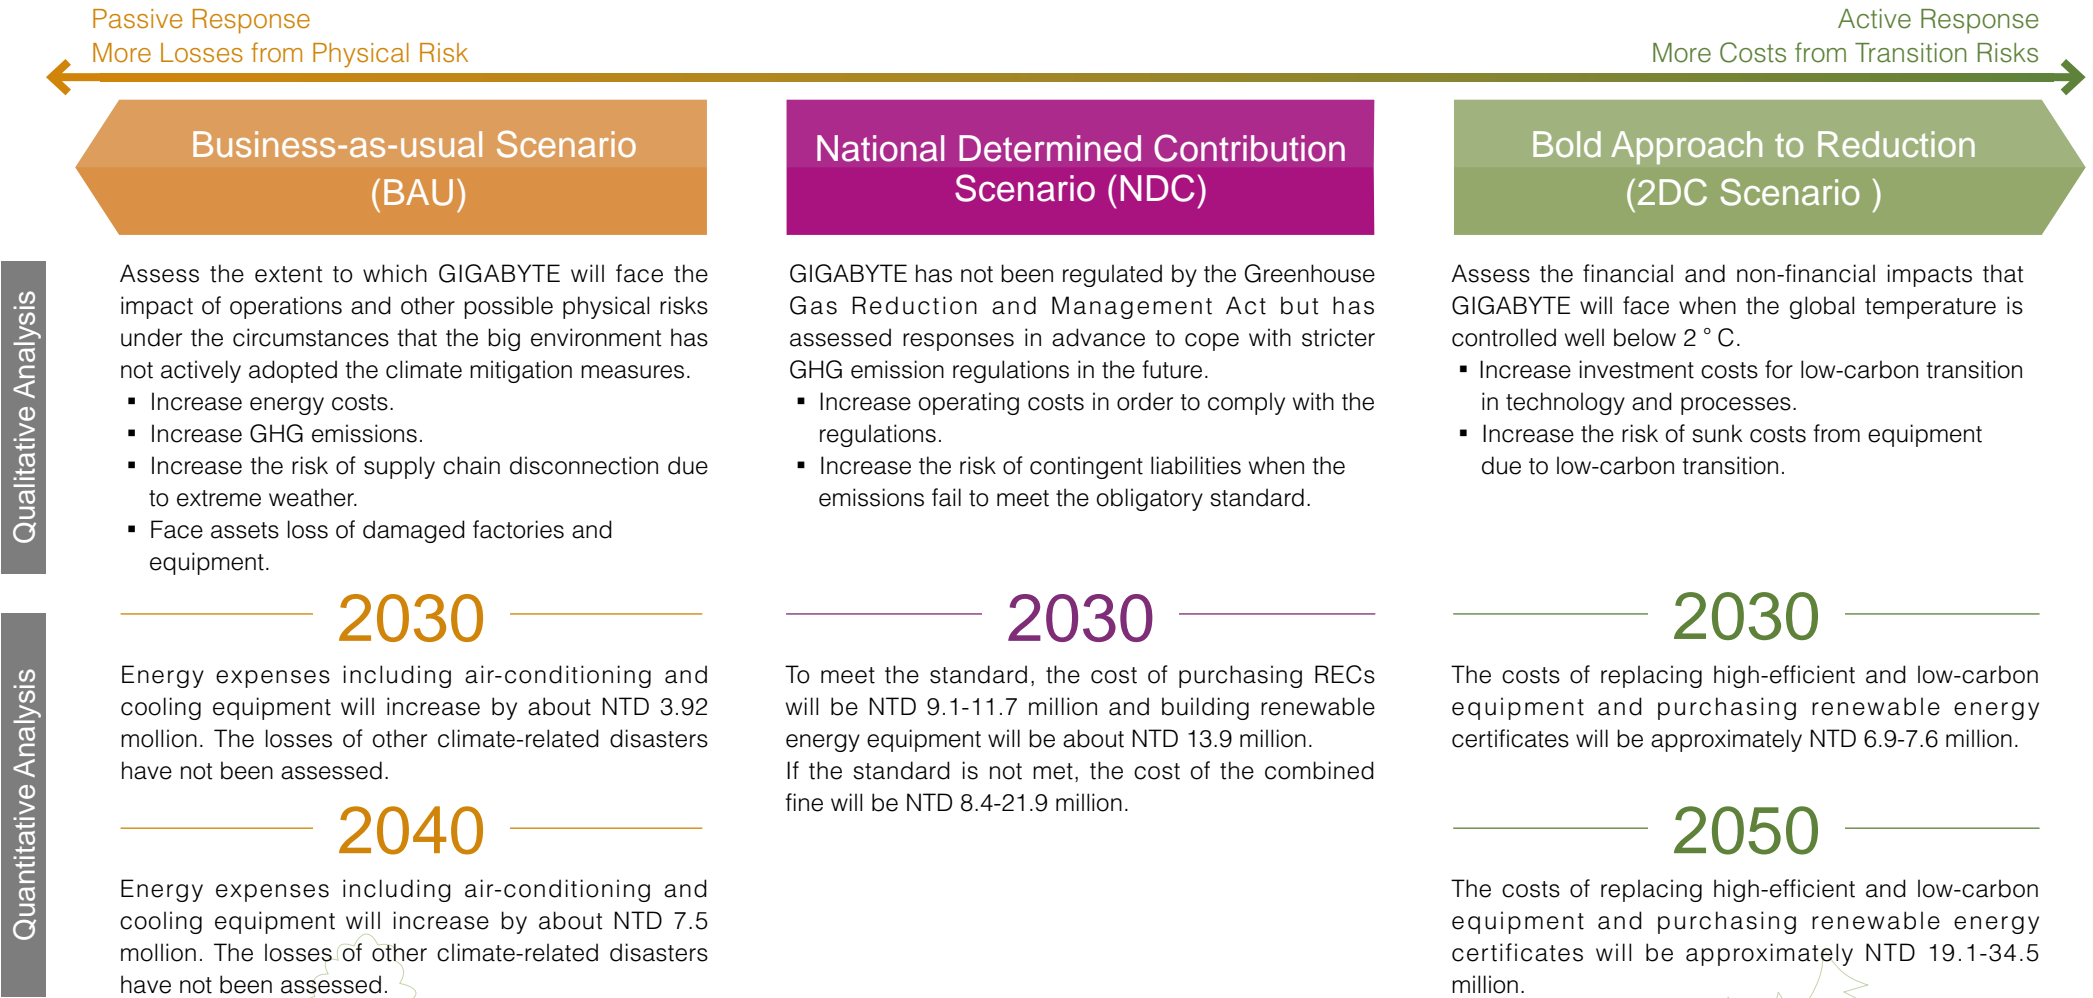 Passive Response
More Losses from Physical Risk
Active Response
More Costs from Transition Risks
Business-as-usual Scenario
(BAU)
National Determined Contribution
Scenario (NDC)
Bold Approach to Reduction
(2DC Scenario )
Qualitative Analysis
Assess the extent to which GIGABYTE will face the
impact of operations and other possible physical risks
under the circumstances that the big environment has
not actively adopted the climate mitigation measures.
▪ Increase energy costs.
▪ Increase GHG emissions.
▪ Increase the risk of supply chain disconnection due
to extreme weather.
▪ Face assets loss of damaged factories and
equipment.
GIGABYTE has not been regulated by the Greenhouse
Gas Reduction and Management Act but has
assessed responses in advance to cope with stricter
GHG emission regulations in the future.
▪ Increase operating costs in order to comply with the
regulations.
▪ Increase the risk of contingent liabilities when the
emissions fail to meet the obligatory standard.
Assess the financial and non-financial impacts that
GIGABYTE will face when the global temperature is
controlled well below 2 ° C.
▪ Increase investment costs for low-carbon transition
in technology and processes.
▪ Increase the risk of sunk costs from equipment
due to low-carbon transition.
Quantitative Analysis
2030
Energy expenses including air-conditioning and
cooling equipment will increase by about NTD 3.92
mollion. The losses of other climate-related disasters
have not been assessed.
2040
Energy expenses including air-conditioning and
cooling equipment will increase by about NTD 7.5
mollion. The losses of other climate-related disasters
have not been assessed.
2030
To meet the standard, the cost of purchasing RECs
will be NTD 9.1-11.7 million and building renewable
energy equipment will be about NTD 13.9 million.
If the standard is not met, the cost of the combined
fine will be NTD 8.4-21.9 million.
2030
The costs of replacing high-efficient and low-carbon
equipment and purchasing renewable energy
certificates will be approximately NTD 6.9-7.6 million.
2050
The costs of replacing high-efficient and low-carbon
equipment and purchasing renewable energy
certificates will be approximately NTD 19.1-34.5
million.